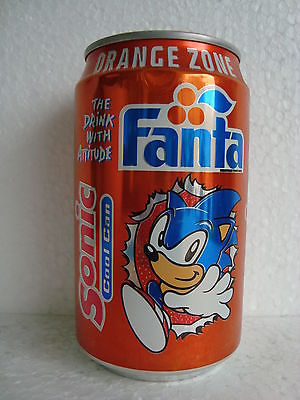 ORANGE ZONE
THE
DRINK
WITH
ATTITUDE
Fanta
Sonic
Cool Can